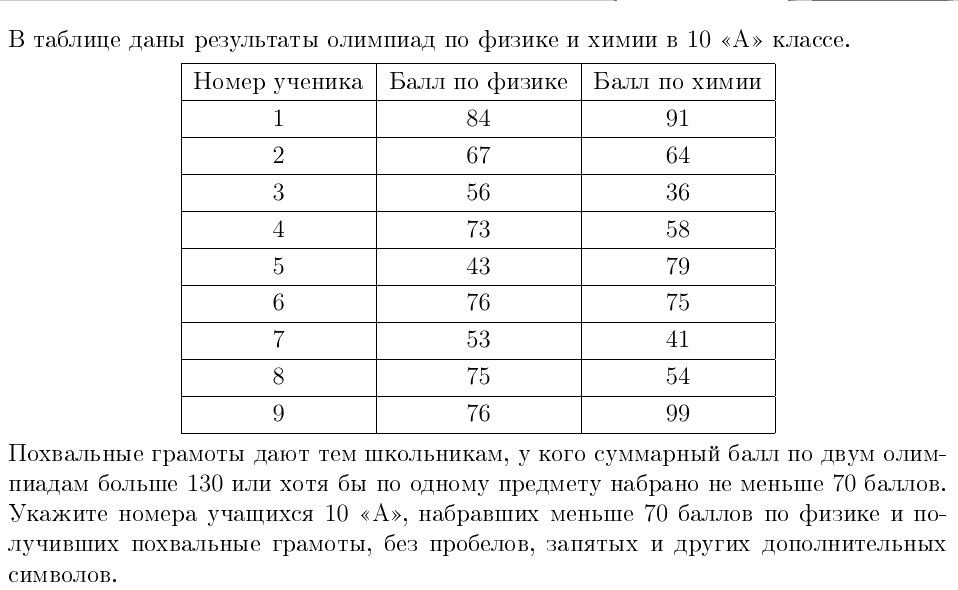 В таблице даны результаты олимпиад по физике и химии в 10 «А» классе.
Номер ученика Балл по физике Балл по химии
1 84 91
2 67 64
3 56 36
4 73 58
5 43 79
6 76 75
7 53 41
8 75 54
9 76 99
Похвальные грамоты дают тем школьникам, у кого суммарный балл по двум олим-
пиадам больше 130 или хотя бы по одному предмету набрано не меньше 70 баллов.
Укажите номера учащихся 10 «А», набравших меньше 70 баллов по физике и по-
лучивших похвальные грамоты, без пробелов, запятых и других дополнительных
символов.